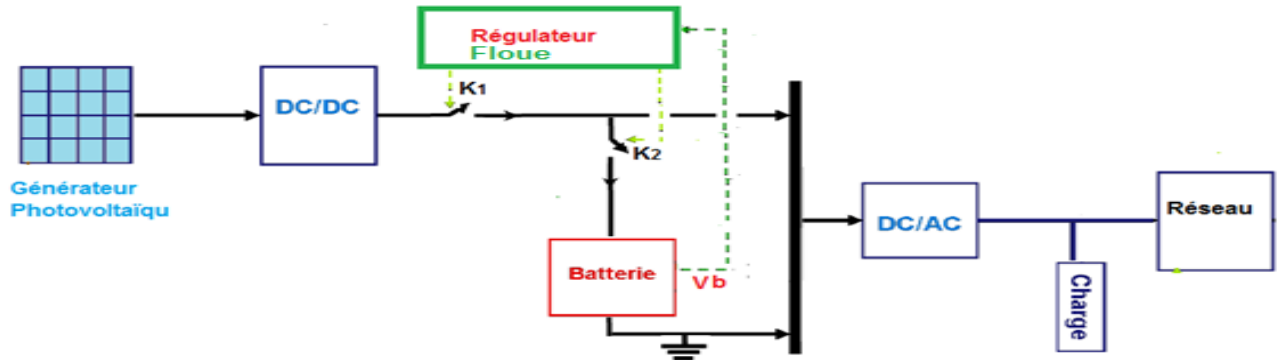 Régulateur
Floue
K1
DC/DC
K2
Générateur
Photovoltaïqu
DC/AC
Réseau
Batterie
Vb
Charge